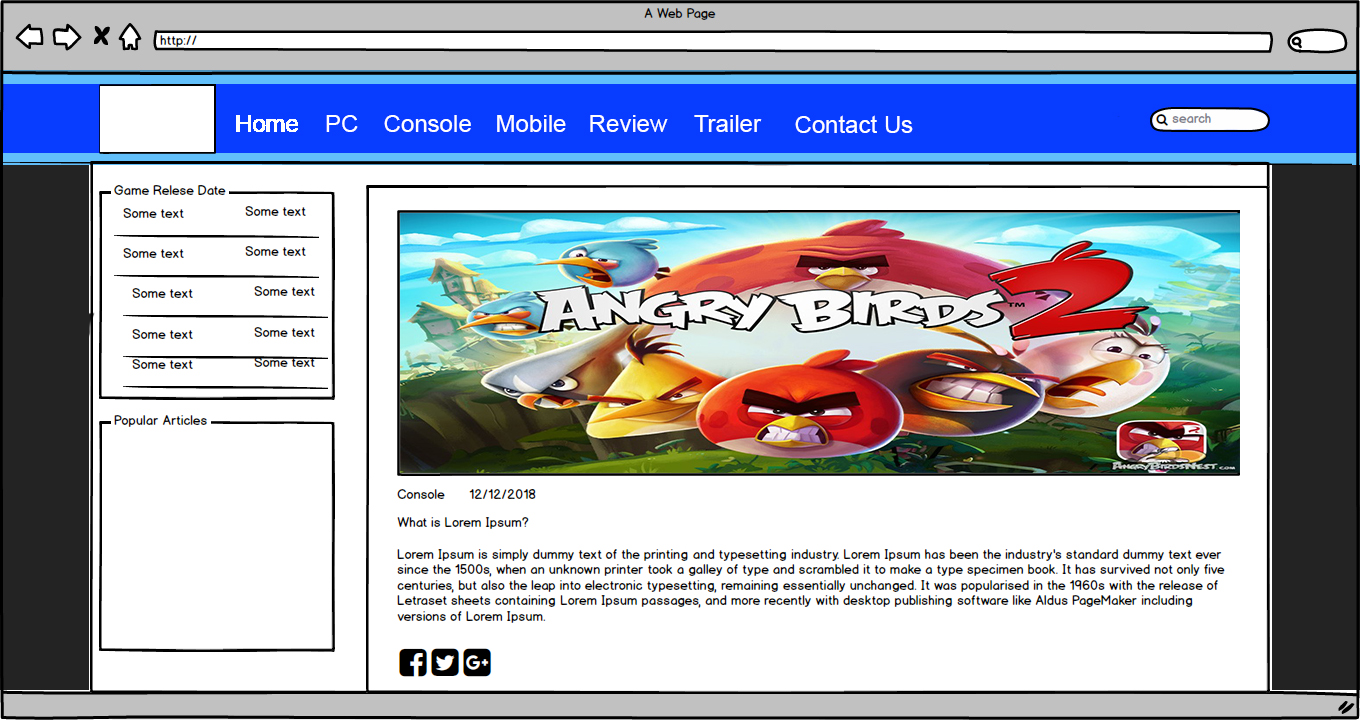 A Web Page
http://
Home PC Console Mobile Review Trailer Contact Us
search
Game Relese Date
Some text Some text
Some text Some text
Some text Some text
Some text Some text
Some text Some text
Popular Articles
ANGRY BIRDS 2
TM
2
ANGRYBIRDSNEST.COM
Console 12/12/2018
What is Lorem Ipsum?
Lorem Ipsum is simply dummy text of the printing and typesetting industry. Lorem Ipsum has been the industry's standard dummy text ever
since the 1500s, when an unknown printer took a galley of type and scrambled it to make a type specimen book. It has survived not only five
centuries, but also the leap into electronic typesetting, remaining essentially unchanged. It was popularised in the 1960s with the release of
Letraset sheets containing Lorem Ipsum passages, and more recently with desktop publishing software like Aldus PageMaker including
versions of Lorem Ipsum.
G+